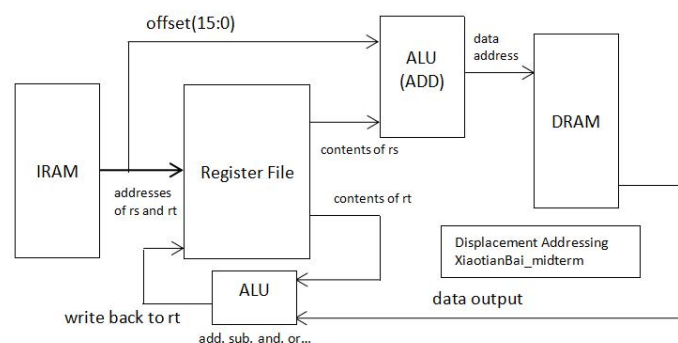 offset(15:0)
ALU
(ADD)
data
address
DRAM
IRAM
addresses
of rs and rt
Register File
contents of rs
contents of rt
Displacement Addressing
XiaotianBai_midterm
ALU
write back to rt
data output
add, sub, and, or...